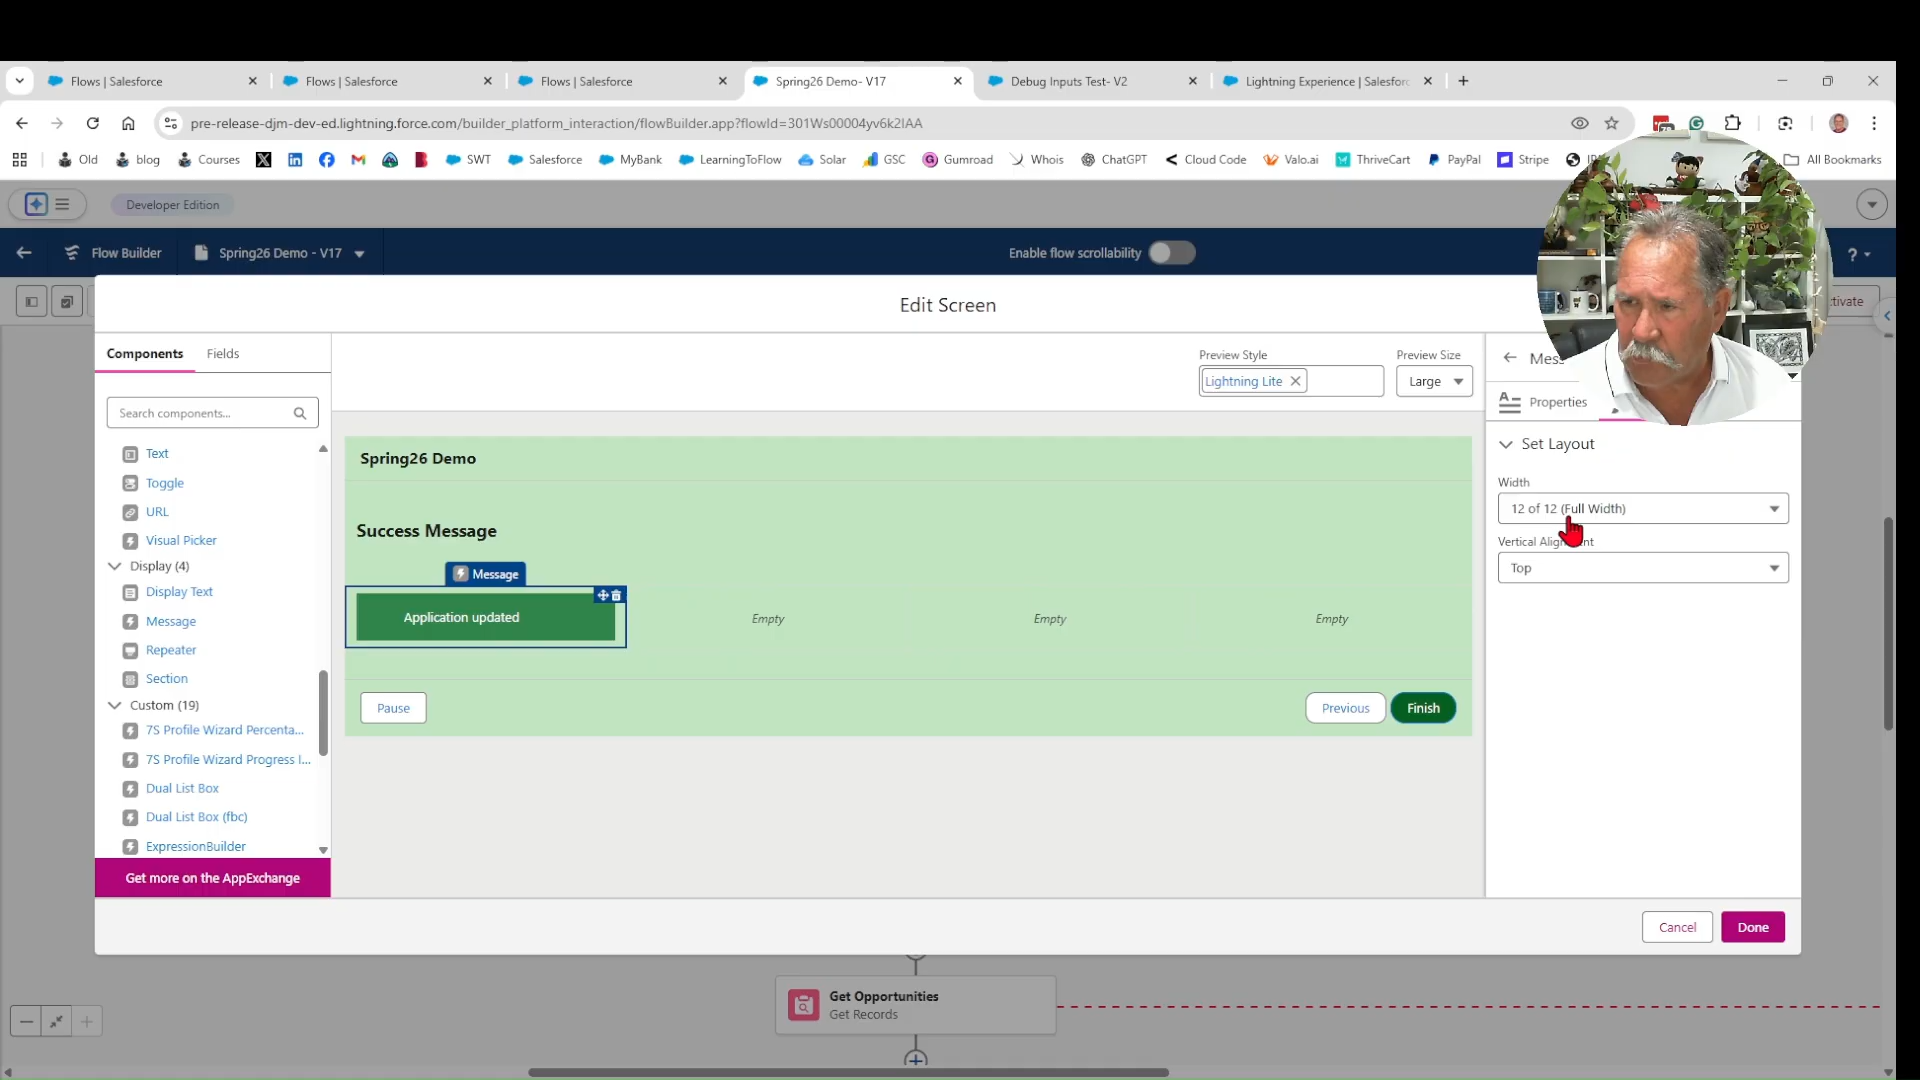 Flows | Salesforce
Flows | Salesforce
Flows | Salesforce
Spring26 Demo- V17
Debug Inputs Test- V2
Lightning Experience | Salesforc
pre-release-djm-dev-ed.lightning.force.com/builder_platform_interaction/flowBuilder.app?flowId=301Ws00004yv6k2IAA
Old
blog
Courses
SWT
Salesforce
MyBank
LearningToFlow
Solar
GSC
Gumroad
Whois
ChatGPT
Cloud Code
Valo.ai
ThriveCart
PayPal
Stripe
All Bookmarks
Developer Edition
Flow Builder
Spring26 Demo - V17
Enable flow scrollability
?
tivate
Edit Screen
Components
Fields
Preview Style
Preview Size
Lightning Lite
Large
Mess
Search components...
Properties
Text
Toggle
URL
Visual Picker
Display (4)
Display Text
Message
Repeater
Section
Custom (19)
7S Profile Wizard Percenta...
7S Profile Wizard Progress I...
Dual List Box
Dual List Box (fbc)
ExpressionBuilder
Get more on the AppExchange
Spring26 Demo
Success Message
Message
Application updated
Empty
Empty
Empty
Pause
Previous
Finish
Set Layout
Width
12 of 12 (Full Width)
Vertical Alig nt
Top
Cancel
Done
Get Opportunities
Get Records